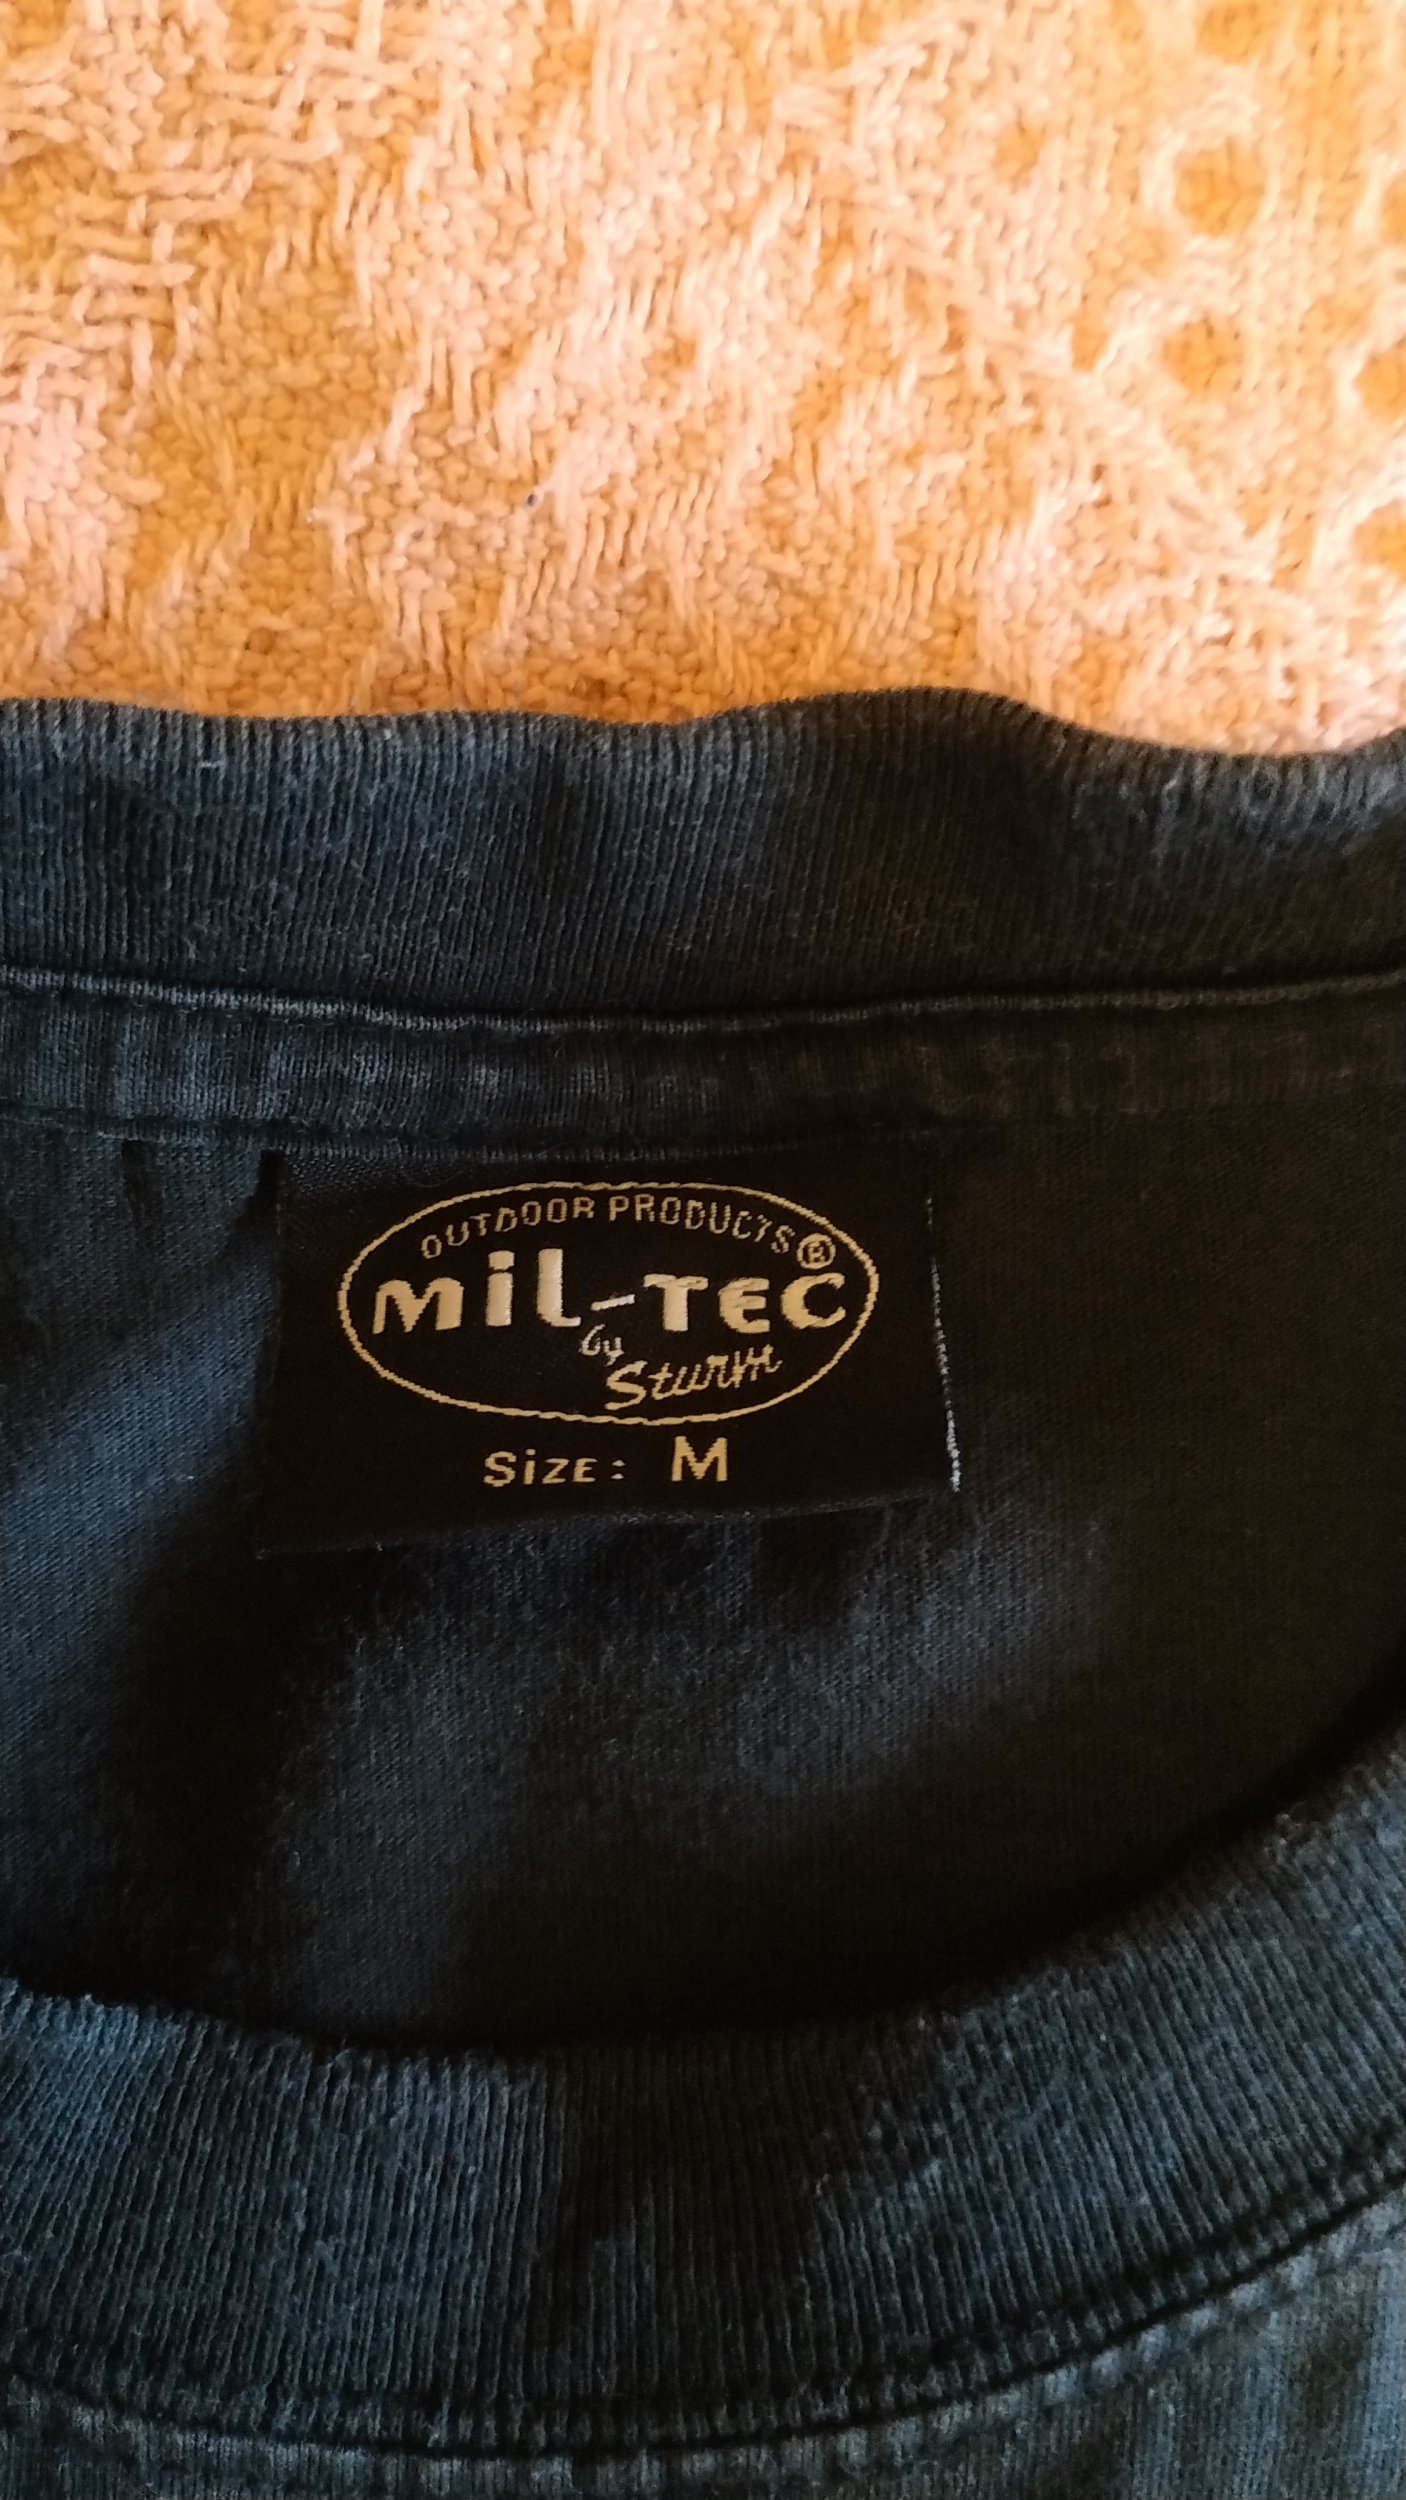 OUTDOOR PRODUCTS®
MiL-TEC
by
Sturm
SiZE: M